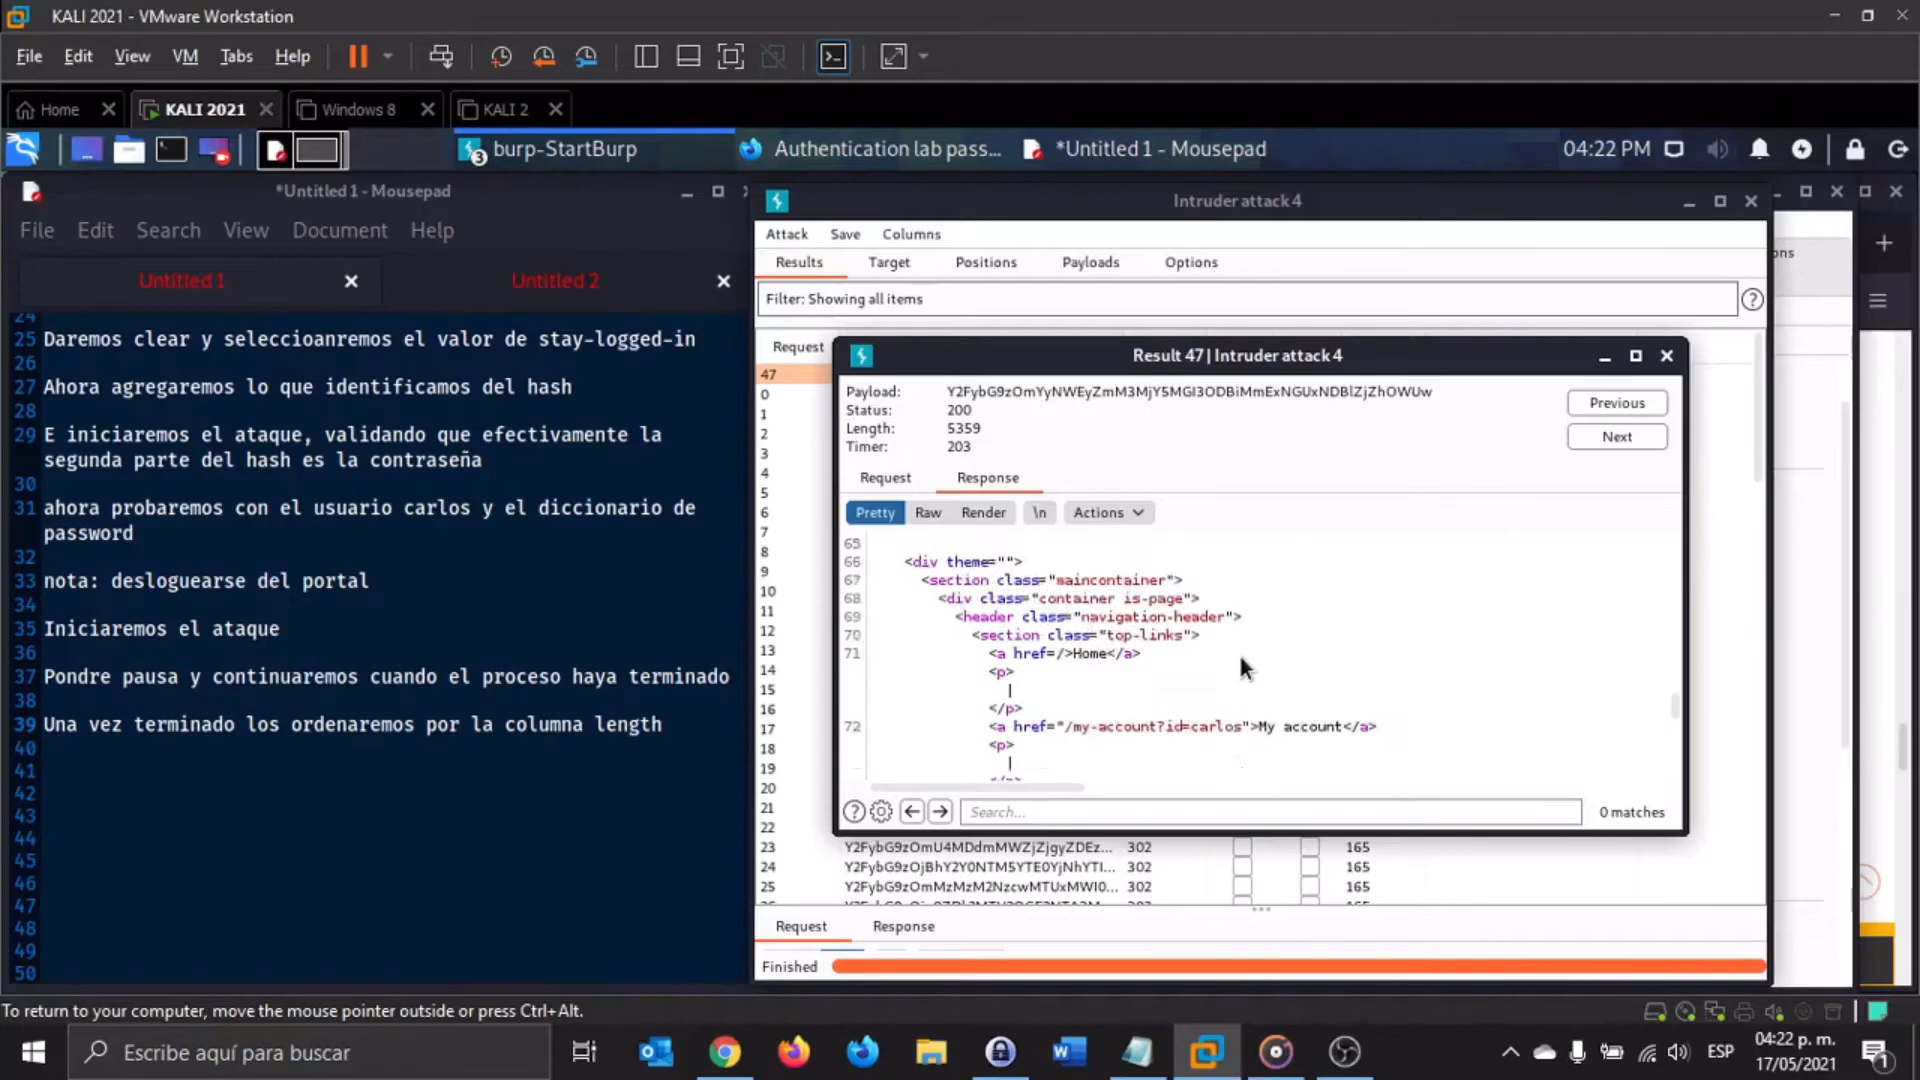 KALI 2021 - VMware Workstation
File Edit View VM Tabs Help
Home KALI 2021 Windows 8 KALI 2
3 burp-StartBurp Authentication lab pass... *Untitled 1 - Mousepad 04:22 PM
*Untitled 1 - Mousepad
File Edit Search View Document Help
Untitled 1 Untitled 2
24
25 Daremos clear y seleccioanremos el valor de stay-logged-in
26
27 Ahora agregaremos lo que identificamos del hash
28
29 E iniciaremos el ataque, validando que efectivamente la
segunda parte del hash es la contraseña
30
31 ahora probaremos con el usuario carlos y el diccionario de
password
32
33 nota: desloguearse del portal
34
35 Iniciaremos el ataque
36
37 Pondre pausa y continuaremos cuando el proceso haya terminado
38
39 Una vez terminado los ordenaremos por la columna length
40
41
42
43
44
45
46
47
48
49
50
Intruder attack 4
Attack Save Columns
Results Target Positions Payloads Options
Filter: Showing all items
ons
Request
47
0
1
2
3
4
5
6
7
8
9
10
11
12
13
14
15
16
17
18
19
20
21
22
Result 47 | Intruder attack 4
Payload: Y2FybG9zOmYyNWEyZmM3MjY5MGI3ODBiMmExNGUxNDBlZjZhOWUw
Status: 200
Length: 5359
Timer: 203
Previous
Next
Request Response
Pretty Raw Render \n Actions
65
66 <div theme="">
67 <section class="maincontainer">
68 <div class="container is-page">
69 <header class="navigation-header">
70 <section class="top-links">
71 <a href=/>Home</a>
<p>
|
</p>
72 <a href="/my-account?id=carlos">My account</a>
<p>
|
Search... 0 matches
23 Y2FybG9zOmU4MDdmMWZjZjgyZDEz... 302 165
24 Y2FybG9zOjBhY2Y0NTM5YTE0YjNhYTI... 302 165
25 Y2FybG9zOmMzMzM2NzcwMTUxMWI0... 302 165
Request Response
Finished
To return to your computer, move the mouse pointer outside or press Ctrl+Alt.
Escribe aquí para buscar
ESP
04:22 p. m.
17/05/2021
1